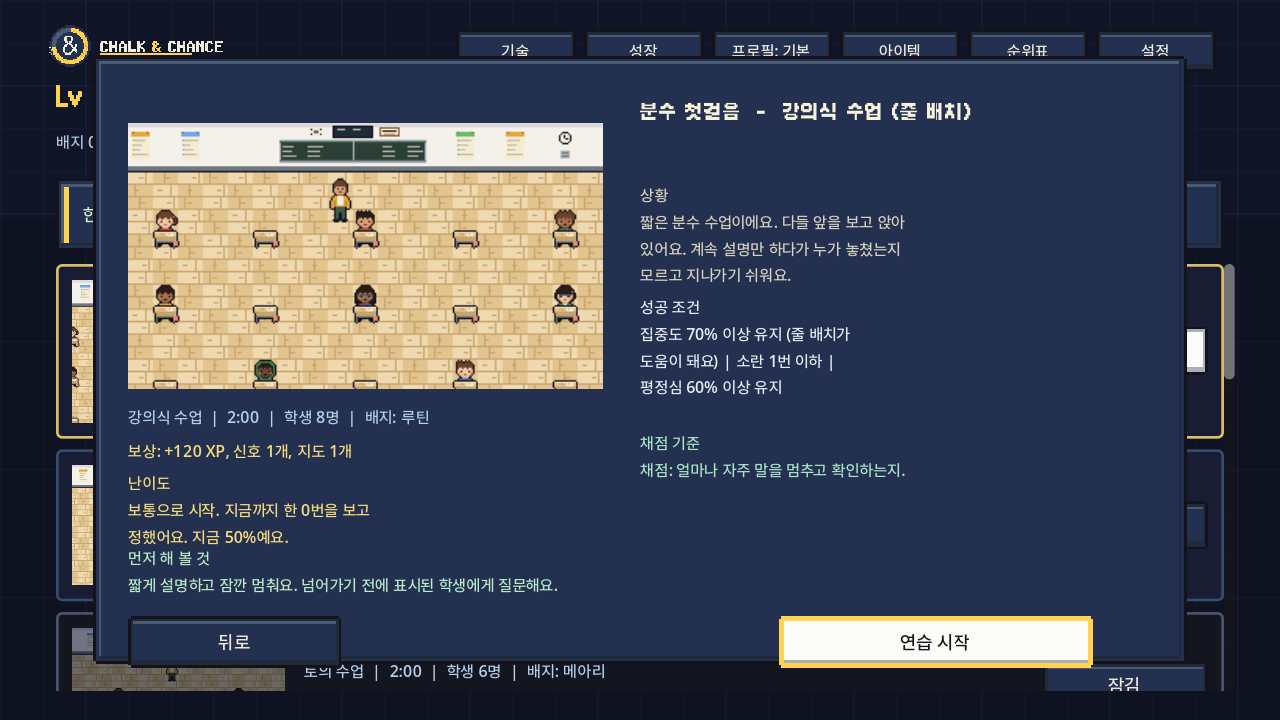 CHALK & CHANCE
기술
성장
프로필: 기본
아이템
순위표
설정
Lv
배지 0
분수 첫걸음 - 강의식 수업 (줄 배치)
상황
짧은 분수 수업이에요. 다들 앞을 보고 앉아
있어요. 계속 설명만 하다가 누가 놓쳤는지
모르고 지나가기 쉬워요.
성공 조건
집중도 70% 이상 유지 (줄 배치가
도움이 돼요) | 소란 1번 이하 |
평정심 60% 이상 유지
채점 기준
채점: 얼마나 자주 말을 멈추고 확인하는지.
강의식 수업 | 2:00 | 학생 8명 | 배지: 루틴
보상: +120 XP, 신호 1개, 지도 1개
난이도
보통으로 시작. 지금까지 한 0번을 보고
정했어요. 지금 50%예요.
먼저 해 볼 것
짧게 설명하고 잠깐 멈춰요. 넘어가기 전에 표시된 학생에게 질문해요.
뒤로
연습 시작
토의 수업 | 2:00 | 학생 6명 | 배지: 메아리
잠김